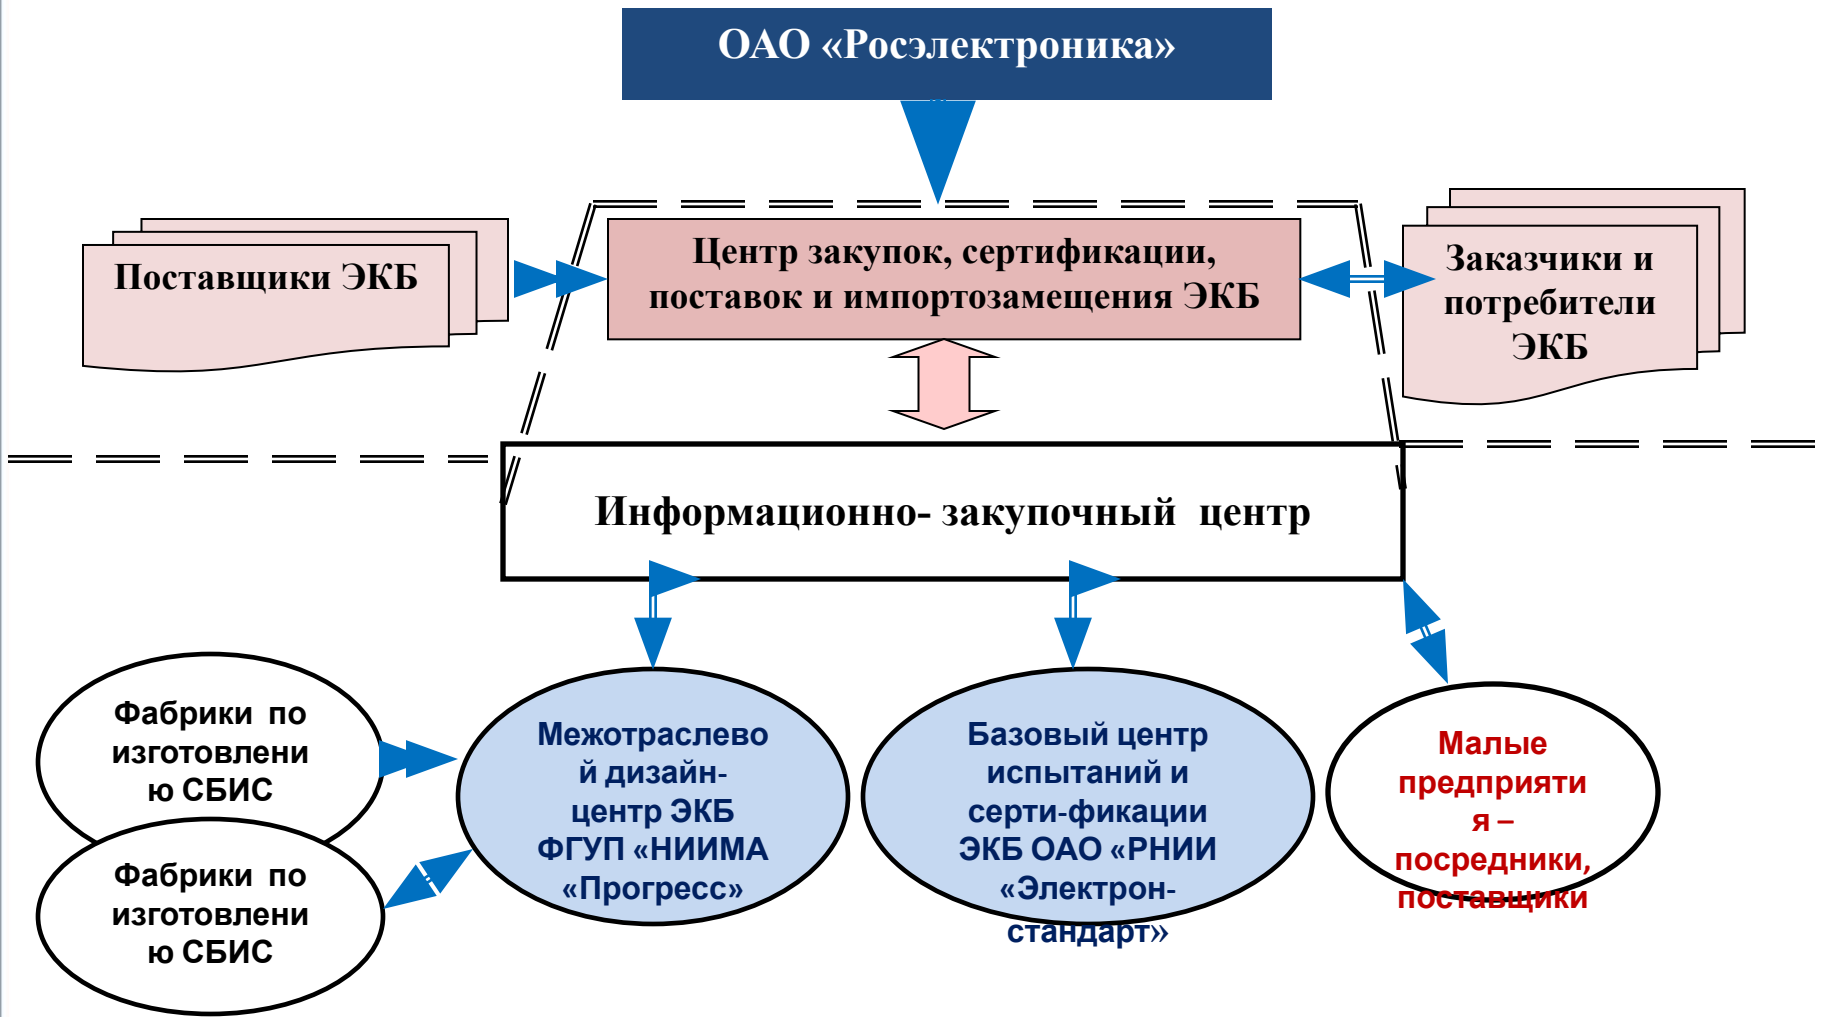 ОАО «Росэлектроника»
Поставщики ЭКБ
Центр закупок, сертификации,
поставок и импортозамещения ЭКБ
Заказчики и
потребители
ЭКБ
Информационно- закупочный центр
Фабрики по
изготовлени
ю СБИС
Фабрики по
изготовлени
ю СБИС
Межотраслево
й дизайн-
центр ЭКБ
ФГУП «НИИМА
«Прогресс»
Базовый центр
испытаний и
серти-фикации
ЭКБ ОАО «РНИИ
«Электрон-
стандарт»
Малые
предприяти
я –
посредники,
поставщики